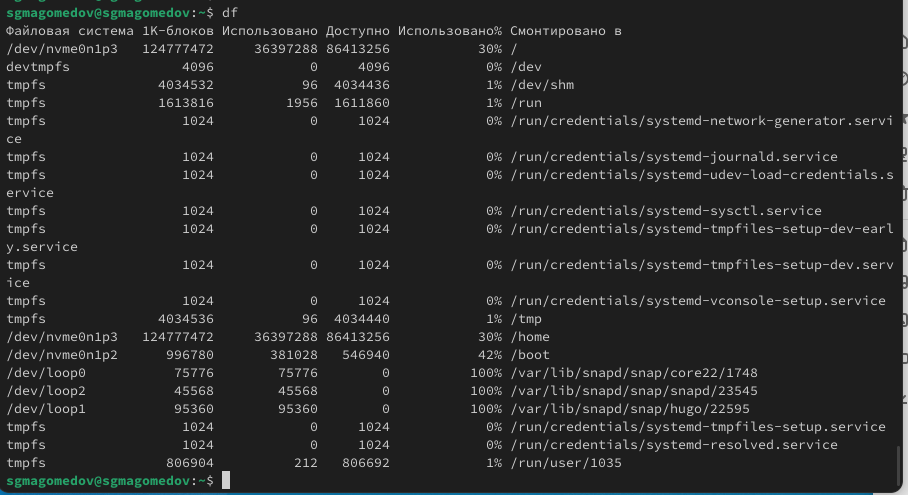 sgmagomedov@sgmagomedov:~$ df
Файловая система 1K-блоков Использовано Доступно Использовано% Смонтировано в
/dev/nvme0n1p3   124777472     36397288 86413256           30% /
devtmpfs              4096            0     4096            0% /dev
tmpfs              4034532           96  4034436            1% /dev/shm
tmpfs              1613816         1956  1611860            1% /run
tmpfs                 1024            0     1024            0% /run/credentials/systemd-network-generator.servi
ce
tmpfs                 1024            0     1024            0% /run/credentials/systemd-journald.service
tmpfs                 1024            0     1024            0% /run/credentials/systemd-udev-load-credentials.s
ervice
tmpfs                 1024            0     1024            0% /run/credentials/systemd-sysctl.service
tmpfs                 1024            0     1024            0% /run/credentials/systemd-tmpfiles-setup-dev-earl
y.service
tmpfs                 1024            0     1024            0% /run/credentials/systemd-tmpfiles-setup-dev.serv
ice
tmpfs                 1024            0     1024            0% /run/credentials/systemd-vconsole-setup.service
tmpfs              4034536           96  4034440            1% /tmp
/dev/nvme0n1p3   124777472     36397288 86413256           30% /home
/dev/nvme0n1p2      996780       381028   546940           42% /boot
/dev/loop0           75776        75776        0          100% /var/lib/snapd/snap/core22/1748
/dev/loop2           45568        45568        0          100% /var/lib/snapd/snap/snapd/23545
/dev/loop1           95360        95360        0          100% /var/lib/snapd/snap/hugo/22595
tmpfs                 1024            0     1024            0% /run/credentials/systemd-tmpfiles-setup.service
tmpfs                 1024            0     1024            0% /run/credentials/systemd-resolved.service
tmpfs               806904          212   806692            1% /run/user/1035
sgmagomedov@sgmagomedov:~$